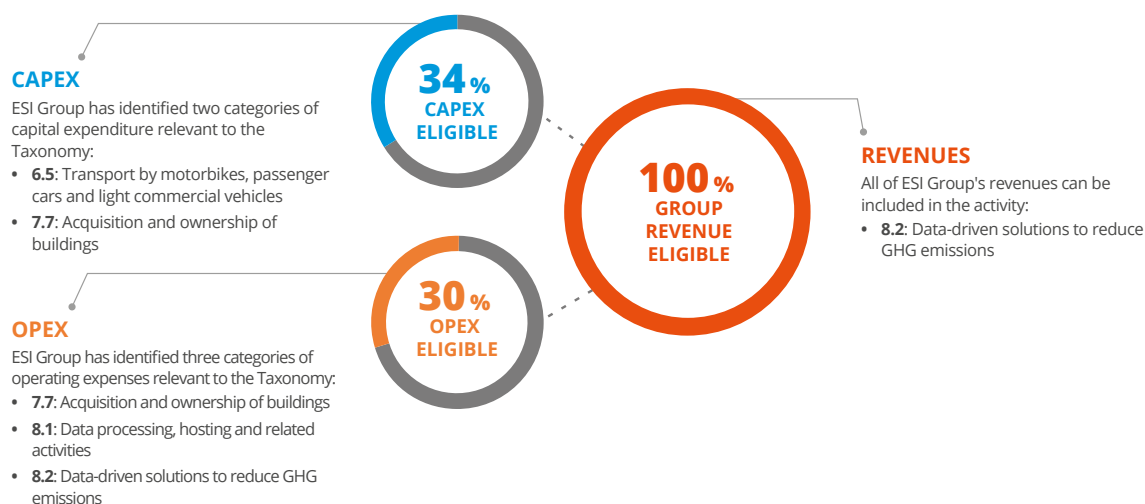 CAPEX
ESI Group has identified two categories of
capital expenditure relevant to the
Taxonomy:
• 6.5: Transport by motorbikes, passenger
cars and light commercial vehicles
• 7.7: Acquisition and ownership of
buildings
34 %
CAPEX
ELIGIBLE
OPEX
ESI Group has identified three categories of
operating expenses relevant to the Taxonomy:
• 7.7: Acquisition and ownership of buildings
• 8.1: Data processing, hosting and related
activities
• 8.2: Data-driven solutions to reduce GHG
emissions
30 %
OPEX
ELIGIBLE
100 %
GROUP
REVENUE
ELIGIBLE
REVENUES
All of ESI Group's revenues can be
included in the activity:
• 8.2: Data-driven solutions to reduce
GHG emissions